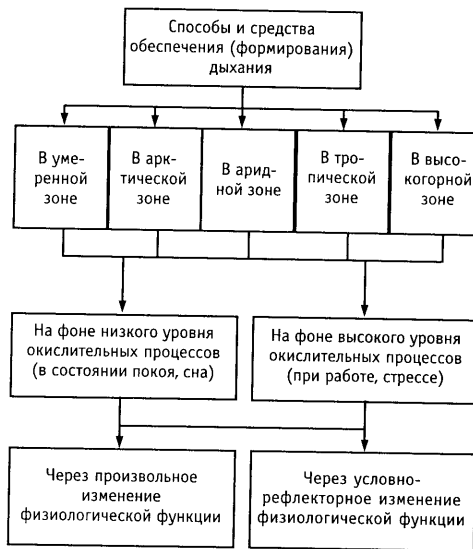 Способы и средства
обеспечения (формирования)
дыхания
В уме-
ренной
зоне
В арк-
тической
зоне
В арид-
ной зоне
В тро-
пической
зоне
В высо-
когорной
зоне
На фоне низкого уровня
окислительных процессов
(в состоянии покоя, сна)
На фоне высокого уровня
окислительных процессов
(при работе, стрессе)
Через произвольное
изменение
физиологической функции
Через условно-
рефлекторное изменение
физиологической функции